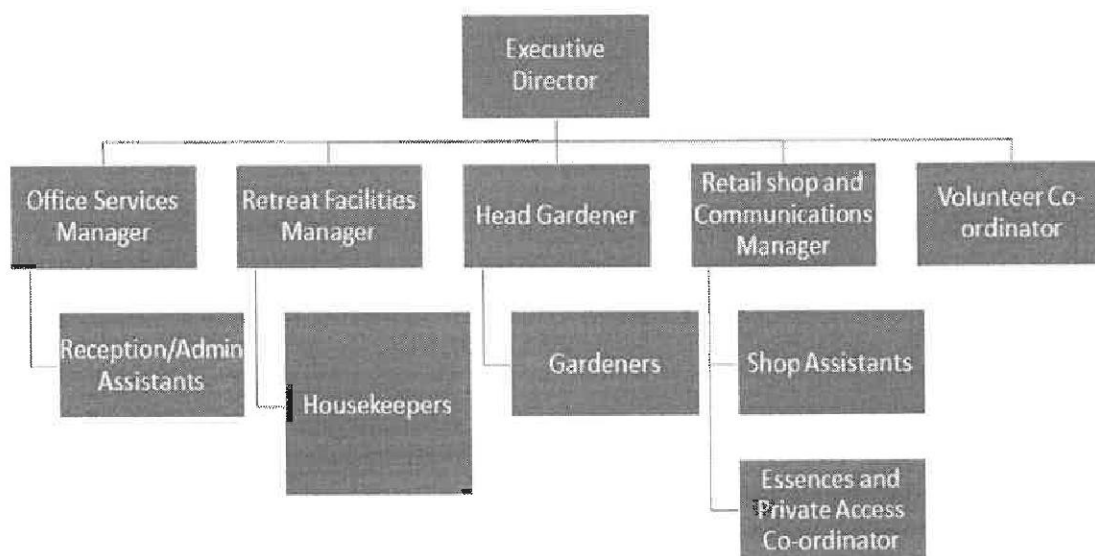 Executive
Director
Office Services
Manager
Retreat Facilities
Manager
Head Gardener
Retail shop and
Communications
Manager
Volunteer Co-
ordinator
Reception/Admin
Assistants
Housekeepers
Gardeners
Shop Assistants
Essences and
Private Access
Co-ordinator